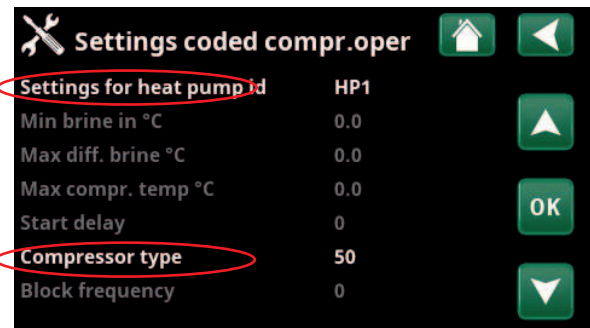 Settings coded compr.oper
Settings for heat pump id HP1
Min brine in °C 0.0
Max diff. brine °C 0.0
Max compr. temp °C 0.0
Start delay 0
OK
Compressor type 50
Block frequency 0